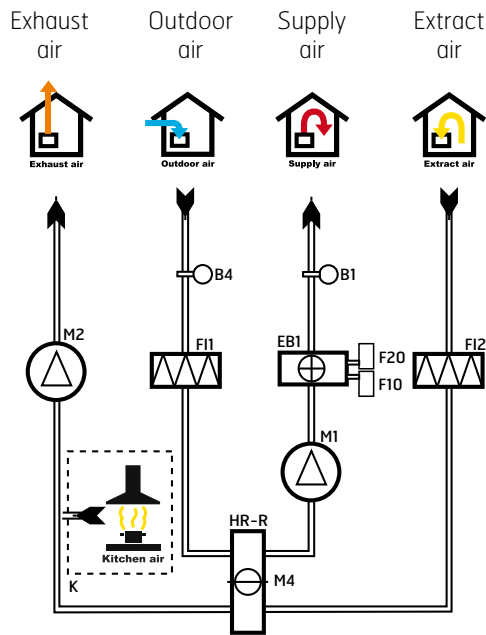 Exhaust air
Outdoor air
Supply air
Extract air
Exhaust air
Outdoor air
Supply air
Extract air
B4
B1
M2
FI1
EB1
F20
F10
FI2
M1
HR-R
Kitchen air
K
M4